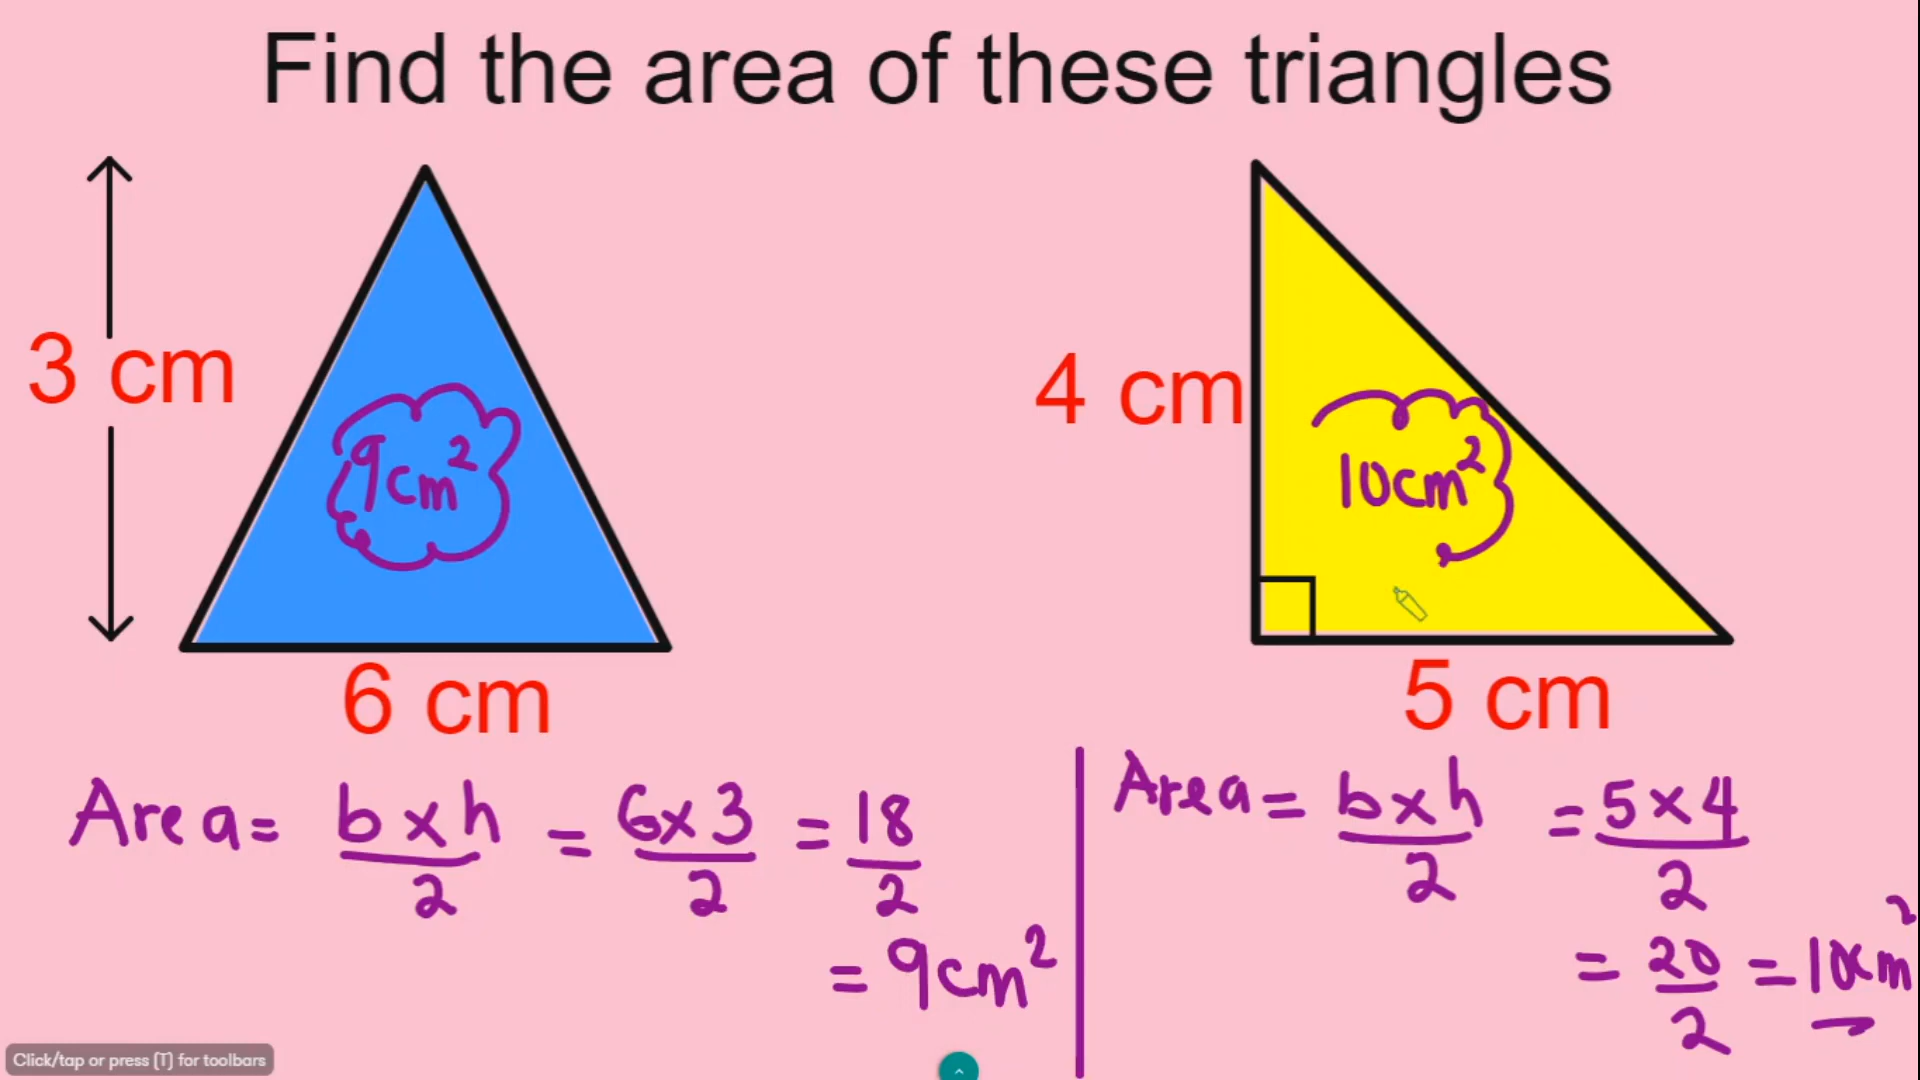 Find the area of these triangles
3 cm
9cm²
6 cm
4 cm
10cm²
5 cm
Area = b x h / 2 = 6 x 3 / 2 = 18 / 2
= 9cm²
Area = b x h / 2 = 5 x 4 / 2
= 20 / 2 = 10cm²
Click/tap or press (T) for toolbars